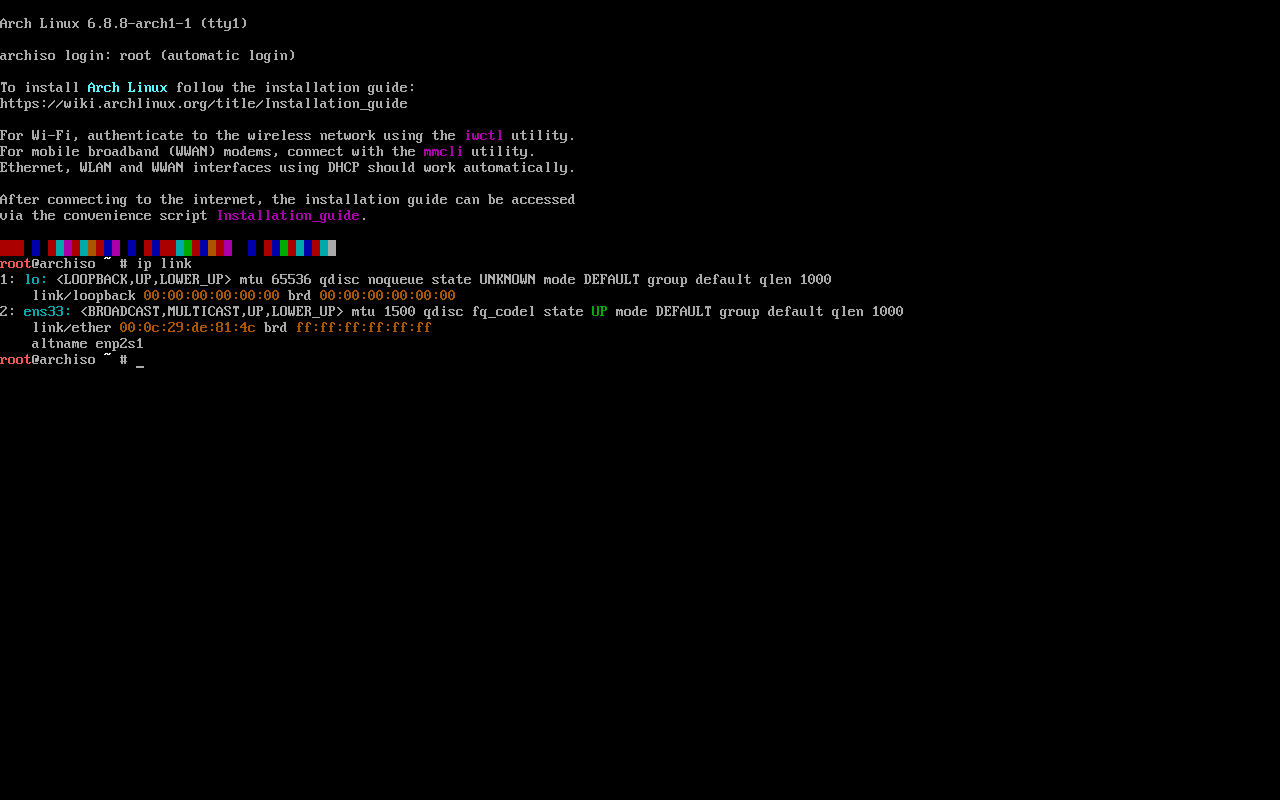 Arch Linux 6.8.8-arch1-1 (tty1)
archiso login: root (automatic login)
To install Arch Linux follow the installation guide:
https://wiki.archlinux.org/title/Installation_guide
For Wi-Fi, authenticate to the wireless network using the iwctl utility.
For mobile broadband (WWAN) modems, connect with the mmcli utility.
Ethernet, WLAN and WWAN interfaces using DHCP should work automatically.
After connecting to the internet, the installation guide can be accessed
via the convenience script Installation_guide.
root@archiso ~ # ip link
1: lo: <LOOPBACK,UP,LOWER_UP> mtu 65536 qdisc noqueue state UNKNOWN mode DEFAULT group default qlen 1000
    link/loopback 00:00:00:00:00:00 brd 00:00:00:00:00:00
2: ens33: <BROADCAST,MULTICAST,UP,LOWER_UP> mtu 1500 qdisc fq_codel state UP mode DEFAULT group default qlen 1000
    link/ether 00:0c:29:de:81:4c brd ff:ff:ff:ff:ff:ff
    altname enp2s1
root@archiso ~ # _